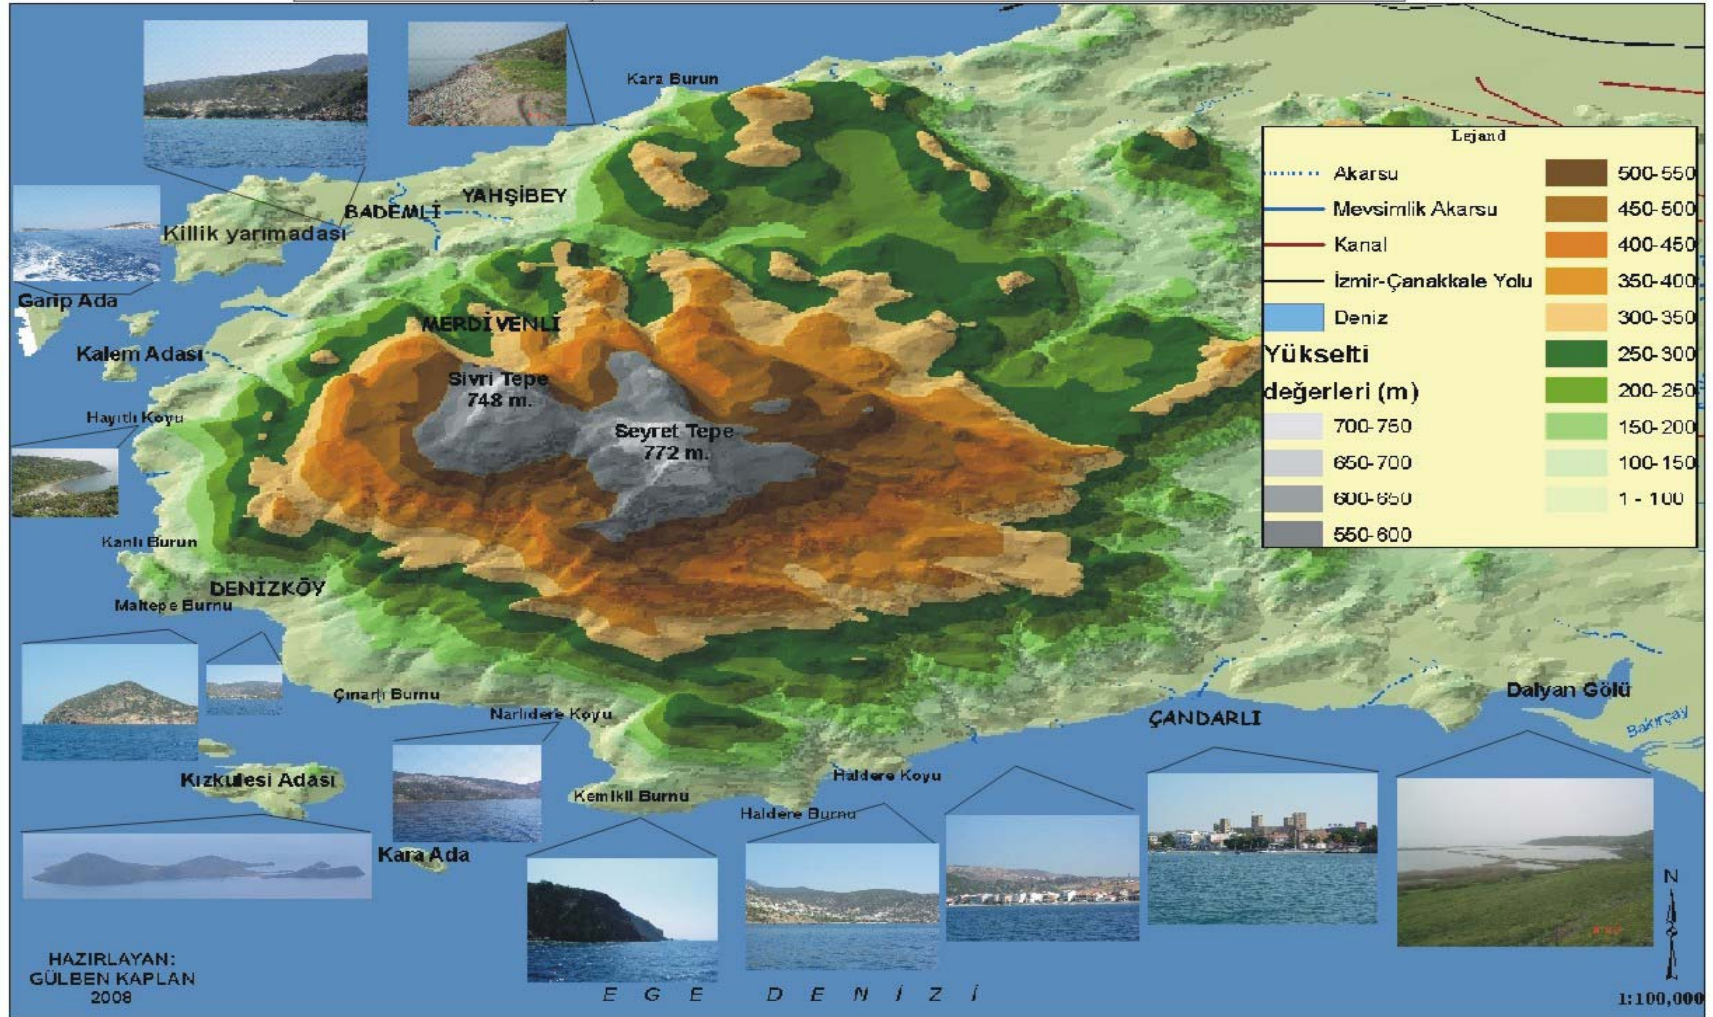 Kara Burun
YAHŞİBEY
BADEMLİ
Killik yarımadası
Garip Ada
MERDİVENLİ
Kalem Adası
Sivri Tepe
748 m.
Hayıtlı Koyu
Seyret Tepe
772 m.
Kanlı Burun
DENİZKÖY
Maltepe Burnu
Çınarlı Burnu
Narlıdere Koyu
Dalyan Gölü
ÇANDARLI
Bakırçay
Kızkulesi Adası
Kemikli Burnu
Haldere Koyu
Haldere Burnu
Kara Ada
Lejand
Akarsu
Mevsimlik Akarsu
Kanal
İzmir-Çanakkale Yolu
Deniz
Yükselti
değerleri (m)
700-750
650-700
600-650
550-600
500-550
450-500
400-450
350-400
300-350
250-300
200-250
150-200
100-150
1 - 100
N
1:100,000
HAZIRLAYAN:
GÜLBEN KAPLAN
2008
E G E D E N İ Z İ